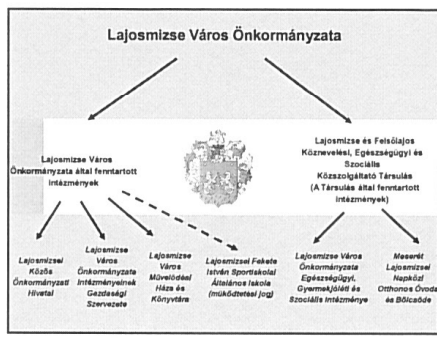 Lajosmizse Város Önkormányzata
Lajosmizse Város
Önkormányzata által fenntartott
Intézmények
Lajosmizse és Felsőlajos
Köznevelési, Egészségügyi és
Szociális
Közszolgáltató Társulás
(A Társulás által fenntartott
intézmények)
Lajosmizsei
Közös
Önkormányzati
Hivatal
Lajosmizse
Város
Önkormányzata
Intézményeinek
Gazdasági
Szervezete
Lajosmizse
Város
Művelődési
Háza és
Könyvtára
Lajosmizsei Fekete
István Sportiskolai
Általános Iskola
(működtetési jog)
Lajosmizse Város
Önkormányzata
Egészségügyi,
Gyermekjóléti és
Szociális Intézménye
Meserét
Lajosmizsei
Napközi
Otthonos Óvoda
és Bölcsőde